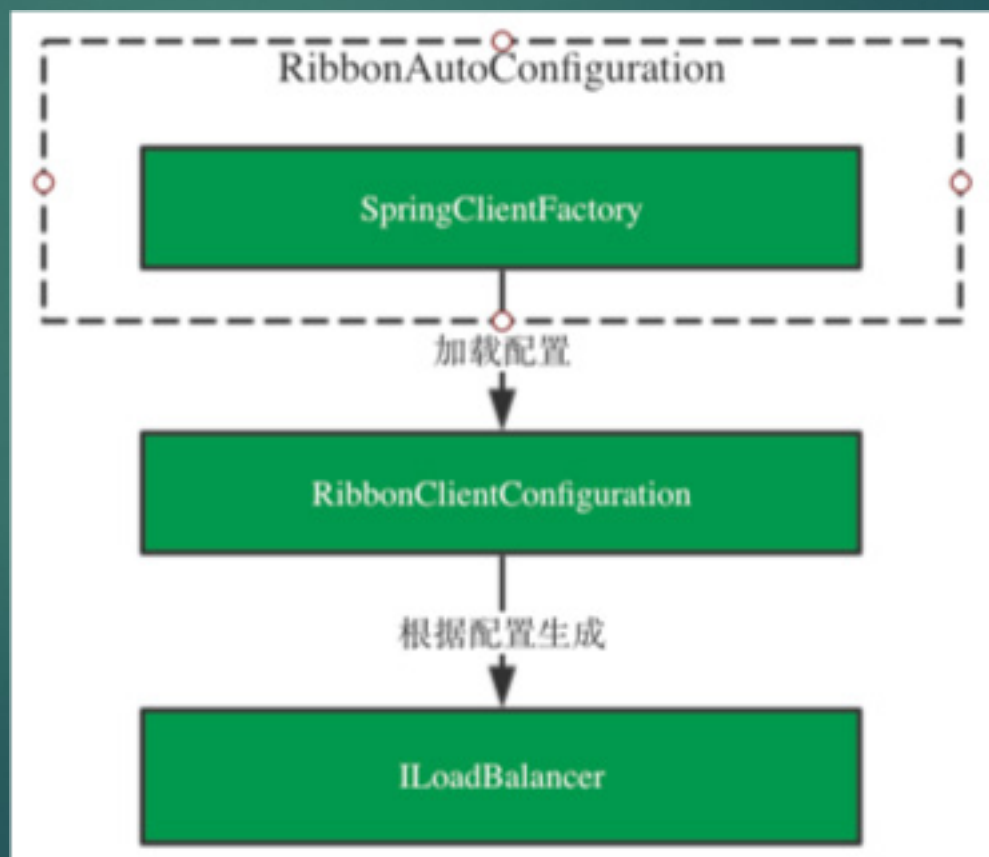 RibbonAutoConfiguration
SpringClientFactory
加载配置
RibbonClientConfiguration
根据配置生成
ILoadBalancer